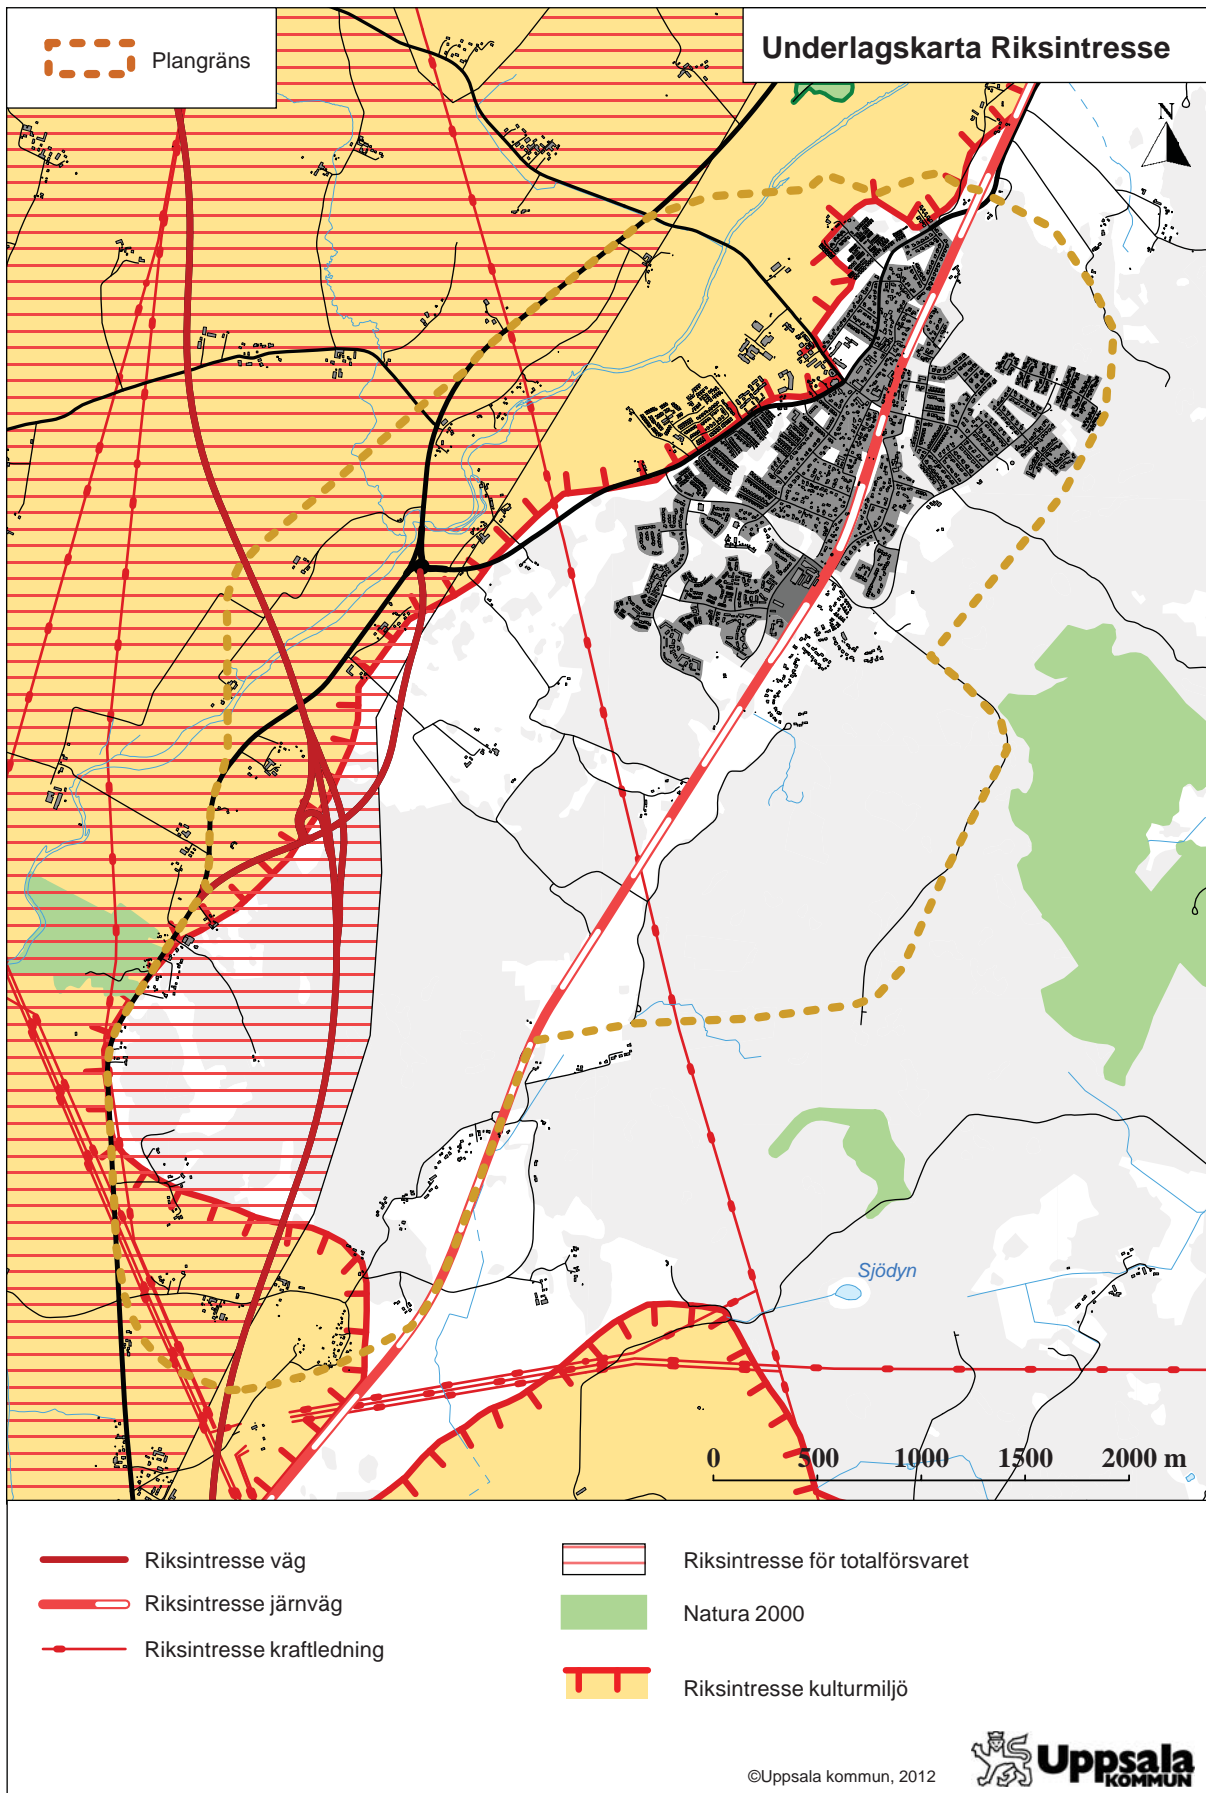 Plangräns
Underlagskarta Riksintresse
N
Sjödyn
0 500 1000 1500 2000 m
Riksintresse väg
Riksintresse järnväg
Riksintresse kraftledning
Riksintresse för totalförsvaret
Natura 2000
Riksintresse kulturmiljö
©Uppsala kommun, 2012
Uppsala
KOMMUN